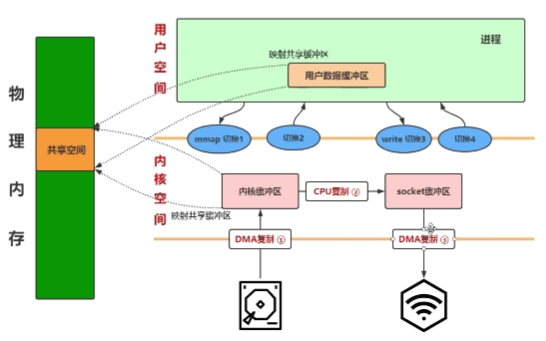 物理内存
共享空间
用户空间
进程
映射共享缓冲区
用户数据缓冲区
mmap 切换1
切换2
write 切换3
切换4
内核空间
内核缓冲区
CPU复制 ②
socket缓冲区
映射共享缓冲区
DMA复制 ①
DMA复制 ③